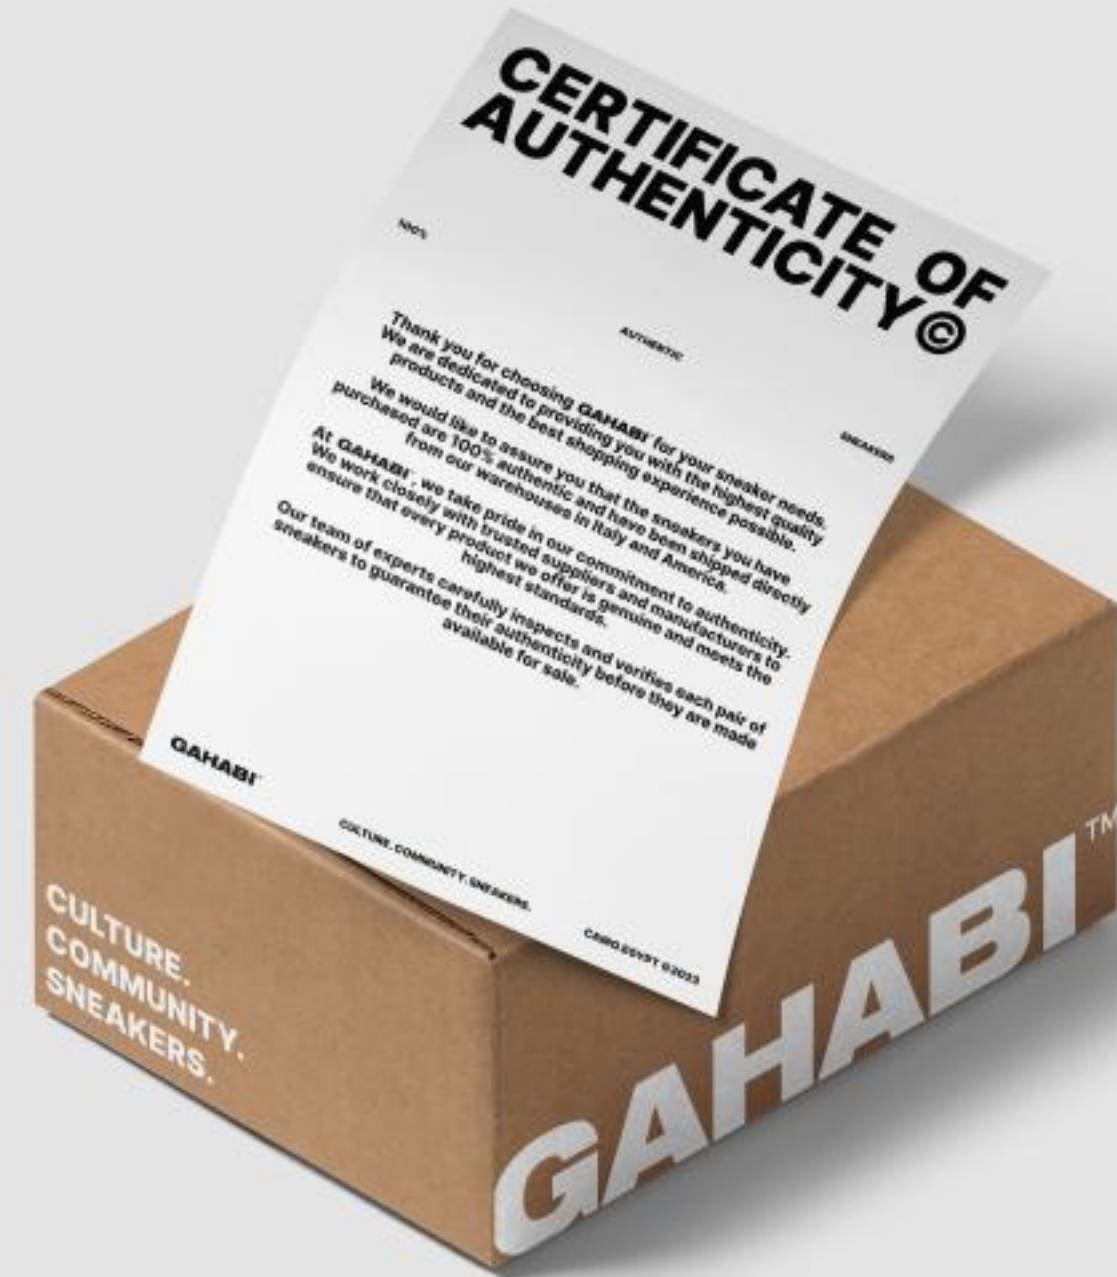 CERTIFICATE OF
AUTHENTICITY©
100%
AUTHENTIC
SNEAKERS
Thank you for choosing GAHABI™ for your sneaker needs.
We are dedicated to providing you with the highest quality
products and the best shopping experience possible.
We would like to assure you that the sneakers you have
purchased are 100% authentic and have been shipped directly
from our warehouses in Italy and America.
At GAHABI™, we take pride in our commitment to authenticity.
We work closely with trusted suppliers and manufacturers to
ensure that every product we offer is genuine and meets the
highest standards.
Our team of experts carefully inspects and verifies each pair of
sneakers to guarantee their authenticity before they are made
available for sale.
GAHABI™
CULTURE. COMMUNITY. SNEAKERS.
CAIRO.EGYPT ©2023
CULTURE.
COMMUNITY.
SNEAKERS.
GAHABI™